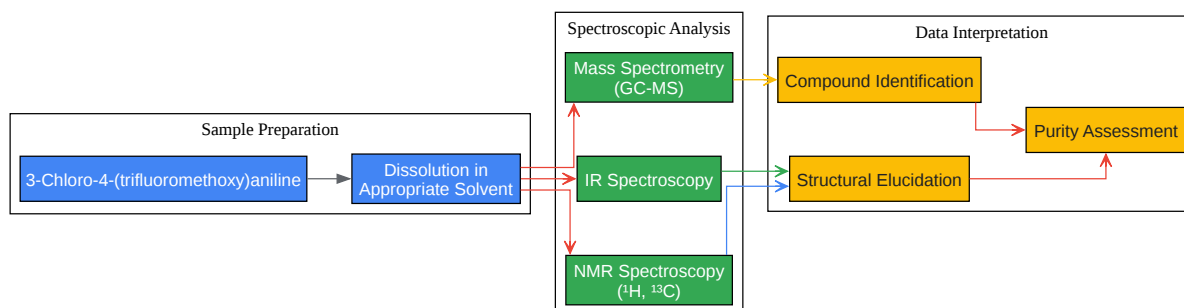 Sample Preparation
3-Chloro-4-(trifluoromethoxy)aniline
Dissolution in
Appropriate Solvent
Spectroscopic Analysis
Mass Spectrometry
(GC-MS)
IR Spectroscopy
NMR Spectroscopy
(¹H, ¹³C)
Data Interpretation
Compound Identification
Structural Elucidation
Purity Assessment